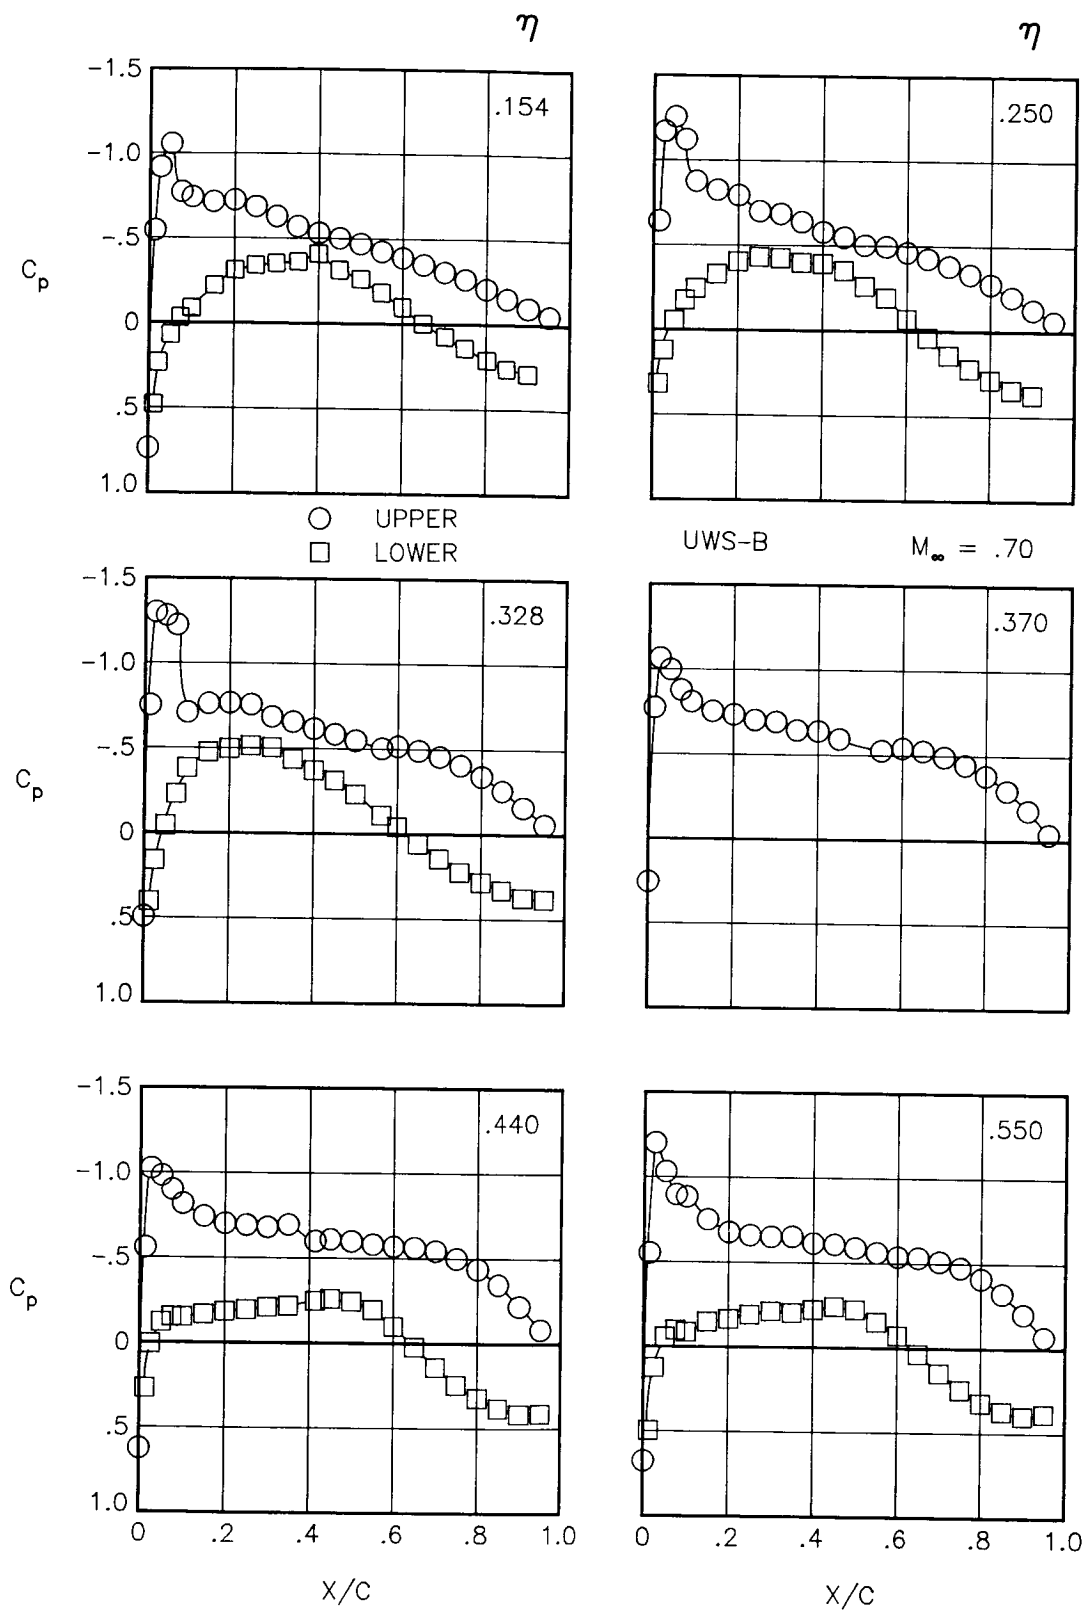 η η
-1.5
.154 .250
-1.0
-.5
Cp
0
.5
1.0
UPPER
LOWER
UWS-B M∞ = .70
-1.5
.328 .370
-1.0
-.5
Cp
0
.5
1.0
-1.5
.440 .550
-1.0
-.5
Cp
0
.5
1.0
0 .2 .4 .6 .8 1.0 0 .2 .4 .6 .8 1.0
X/C X/C